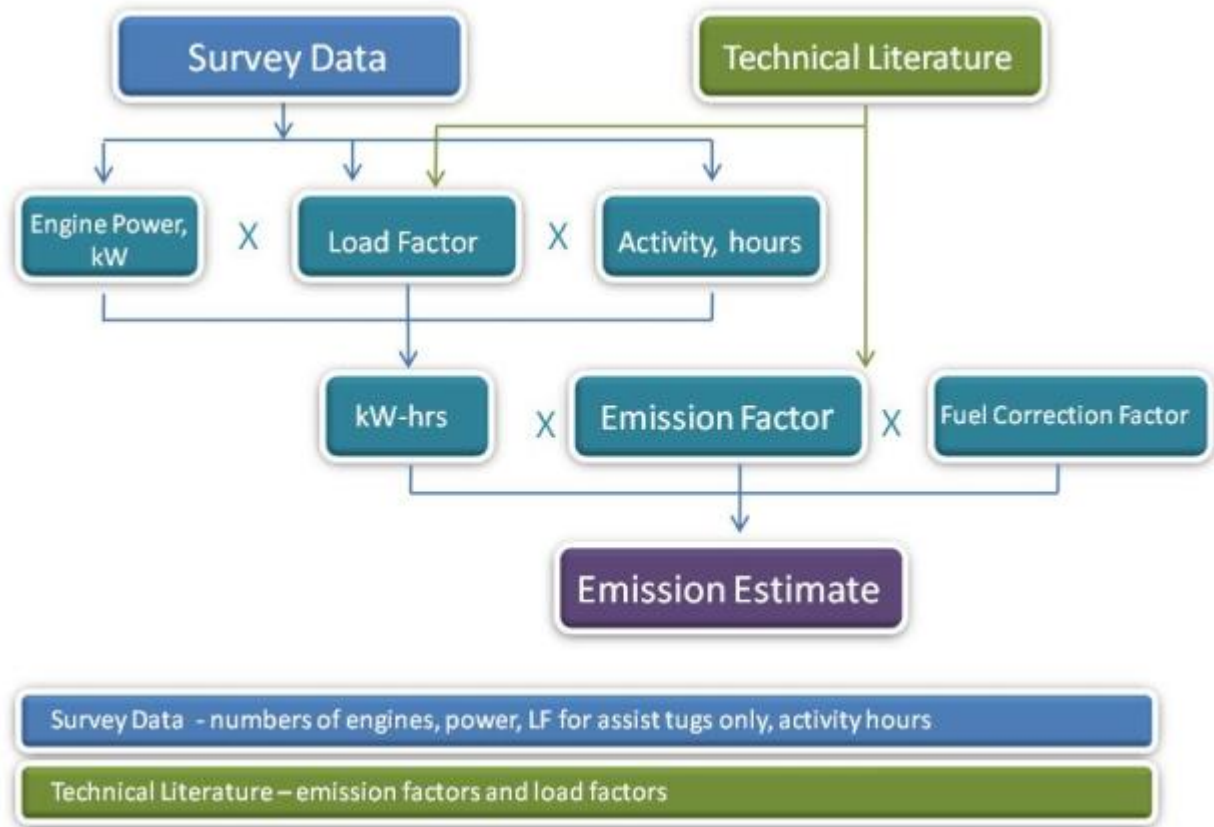 Survey Data
Technical Literature
Engine Power,
kW
X
Load Factor
X
Activity, hours
kW-hrs
X
Emission Factor
X
Fuel Correction Factor
Emission Estimate
Survey Data - numbers of engines, power, LF for assist tugs only, activity hours
Technical Literature – emission factors and load factors